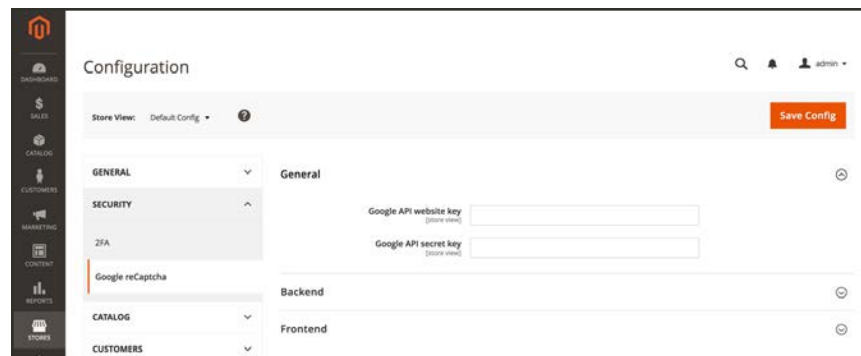 Configuration
admin
DASHBOARD
SALES
CATALOG
CUSTOMERS
MARKETING
CONTENT
REPORTS
STORES
Store View: Default Config ?
Save Config
GENERAL
SECURITY
2FA
Google reCaptcha
CATALOG
CUSTOMERS
General
Google API website key
[store view]
Google API secret key
[store view]
Backend
Frontend